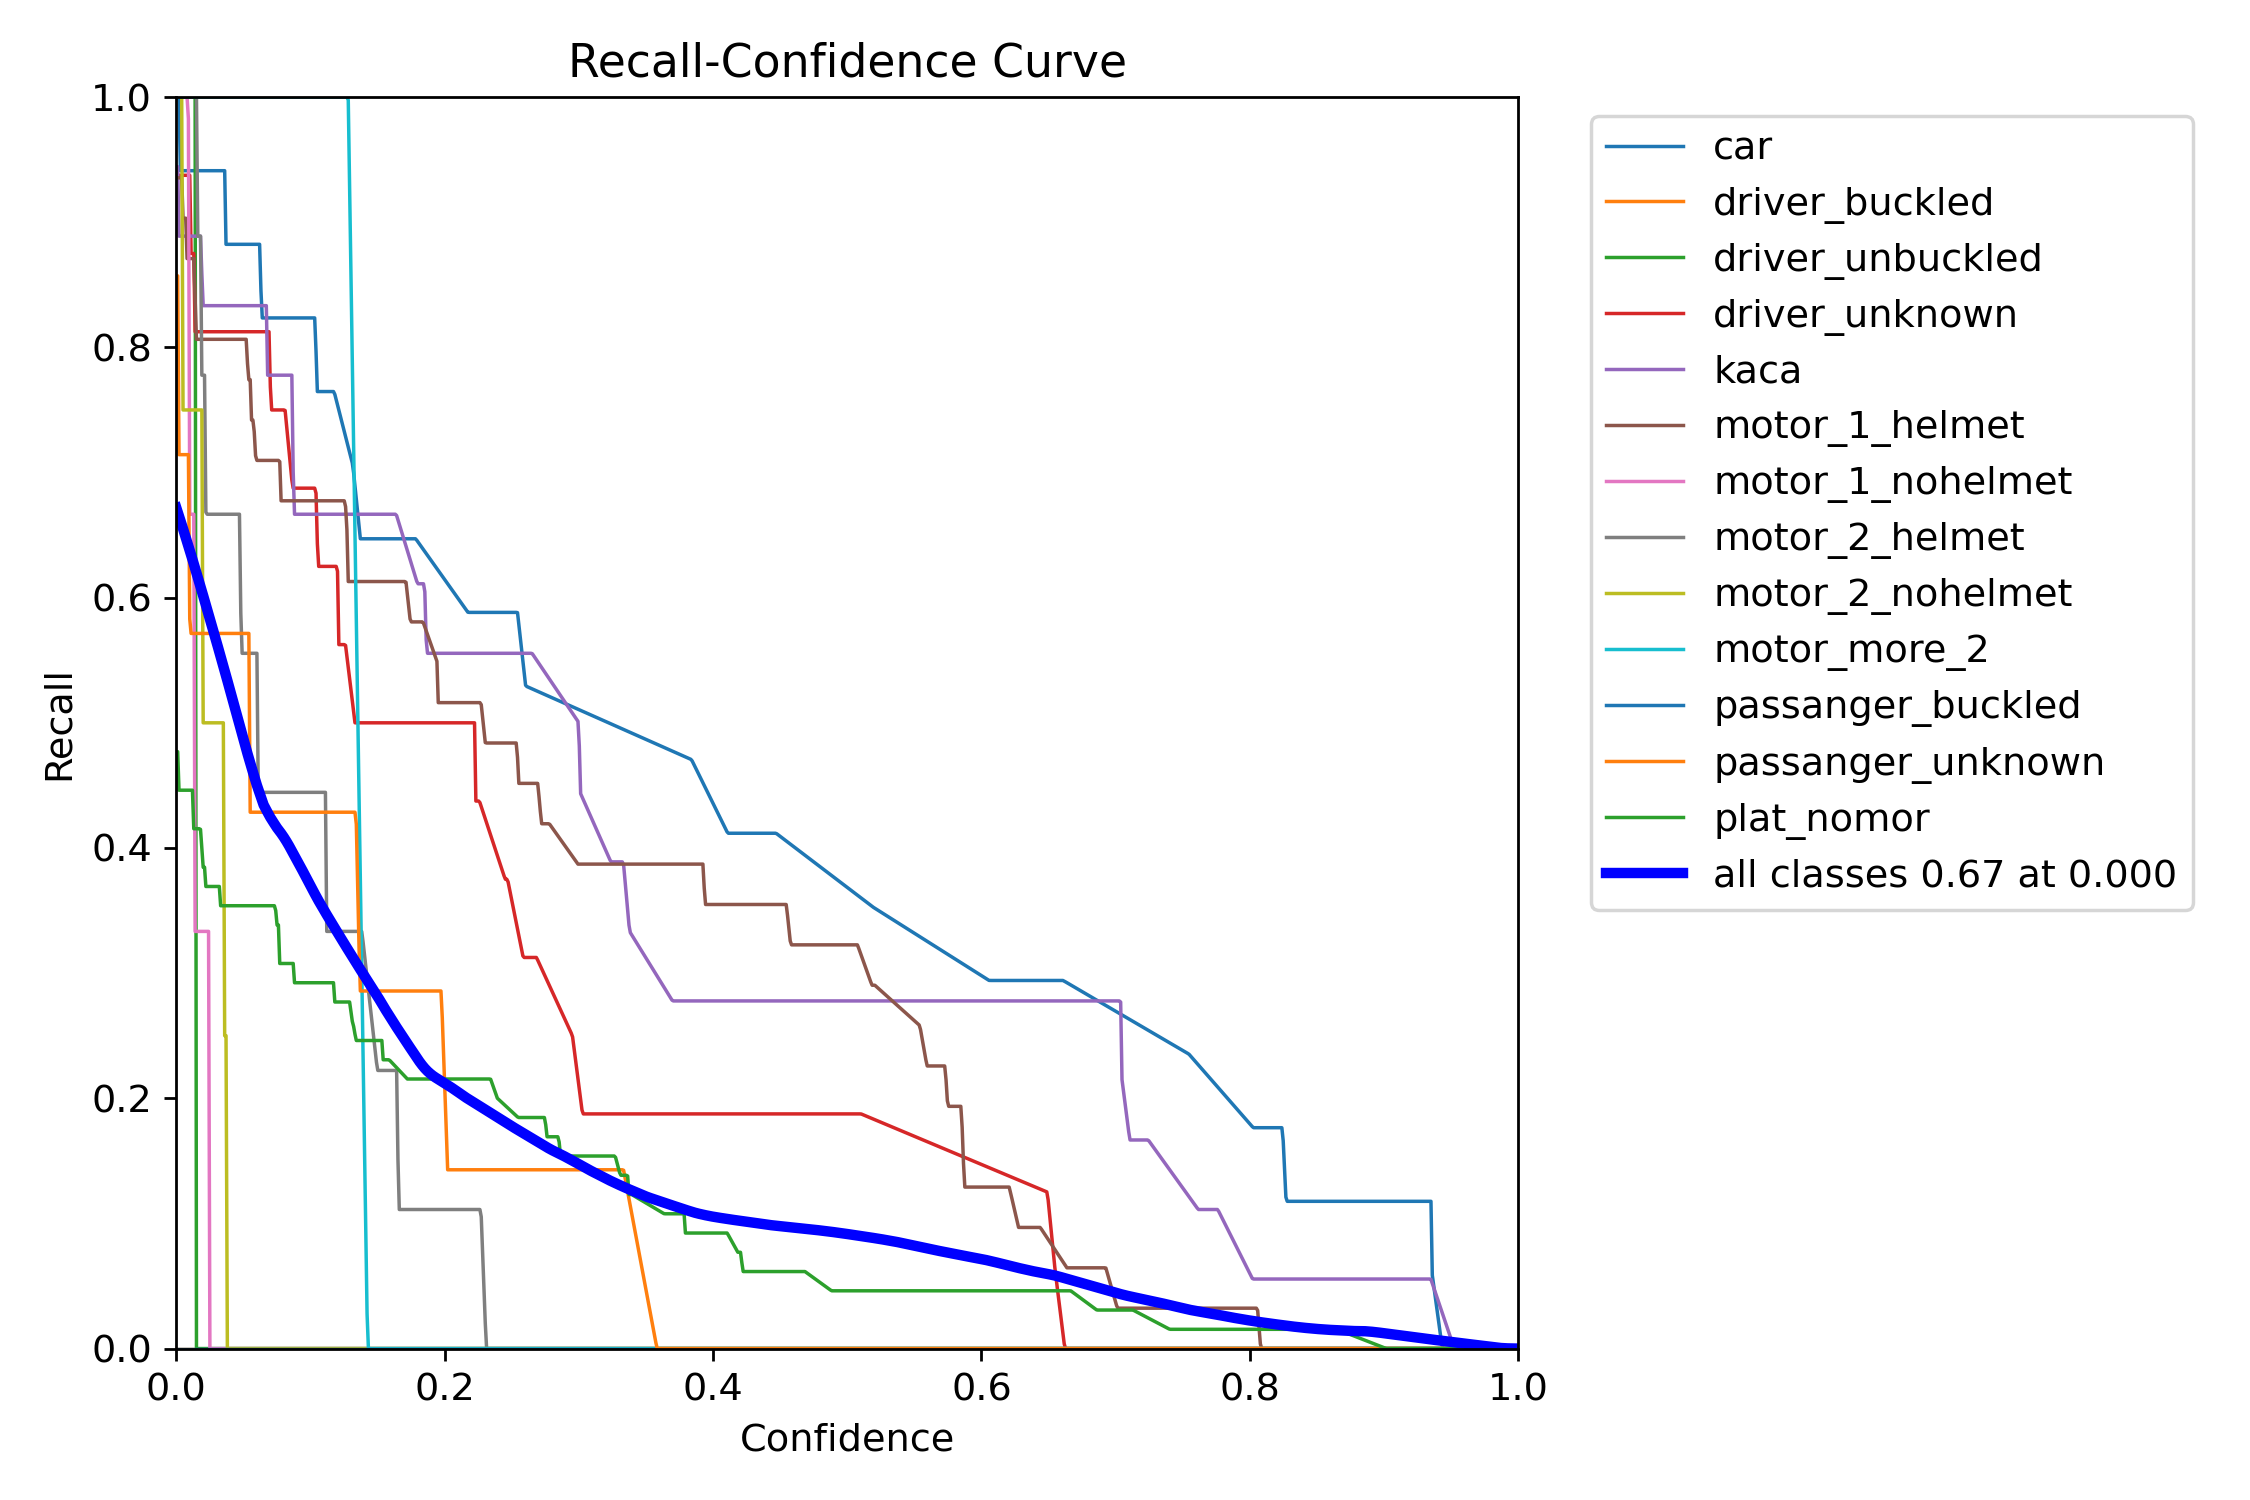 Recall-Confidence Curve
1.0
0.8
0.6
0.4
0.2
0.0
Recall
0.0 0.2 0.4 0.6 0.8 1.0
Confidence
car
driver_buckled
driver_unbuckled
driver_unknown
kaca
motor_1_helmet
motor_1_nohelmet
motor_2_helmet
motor_2_nohelmet
motor_more_2
passanger_buckled
passanger_unknown
plat_nomor
all classes 0.67 at 0.000